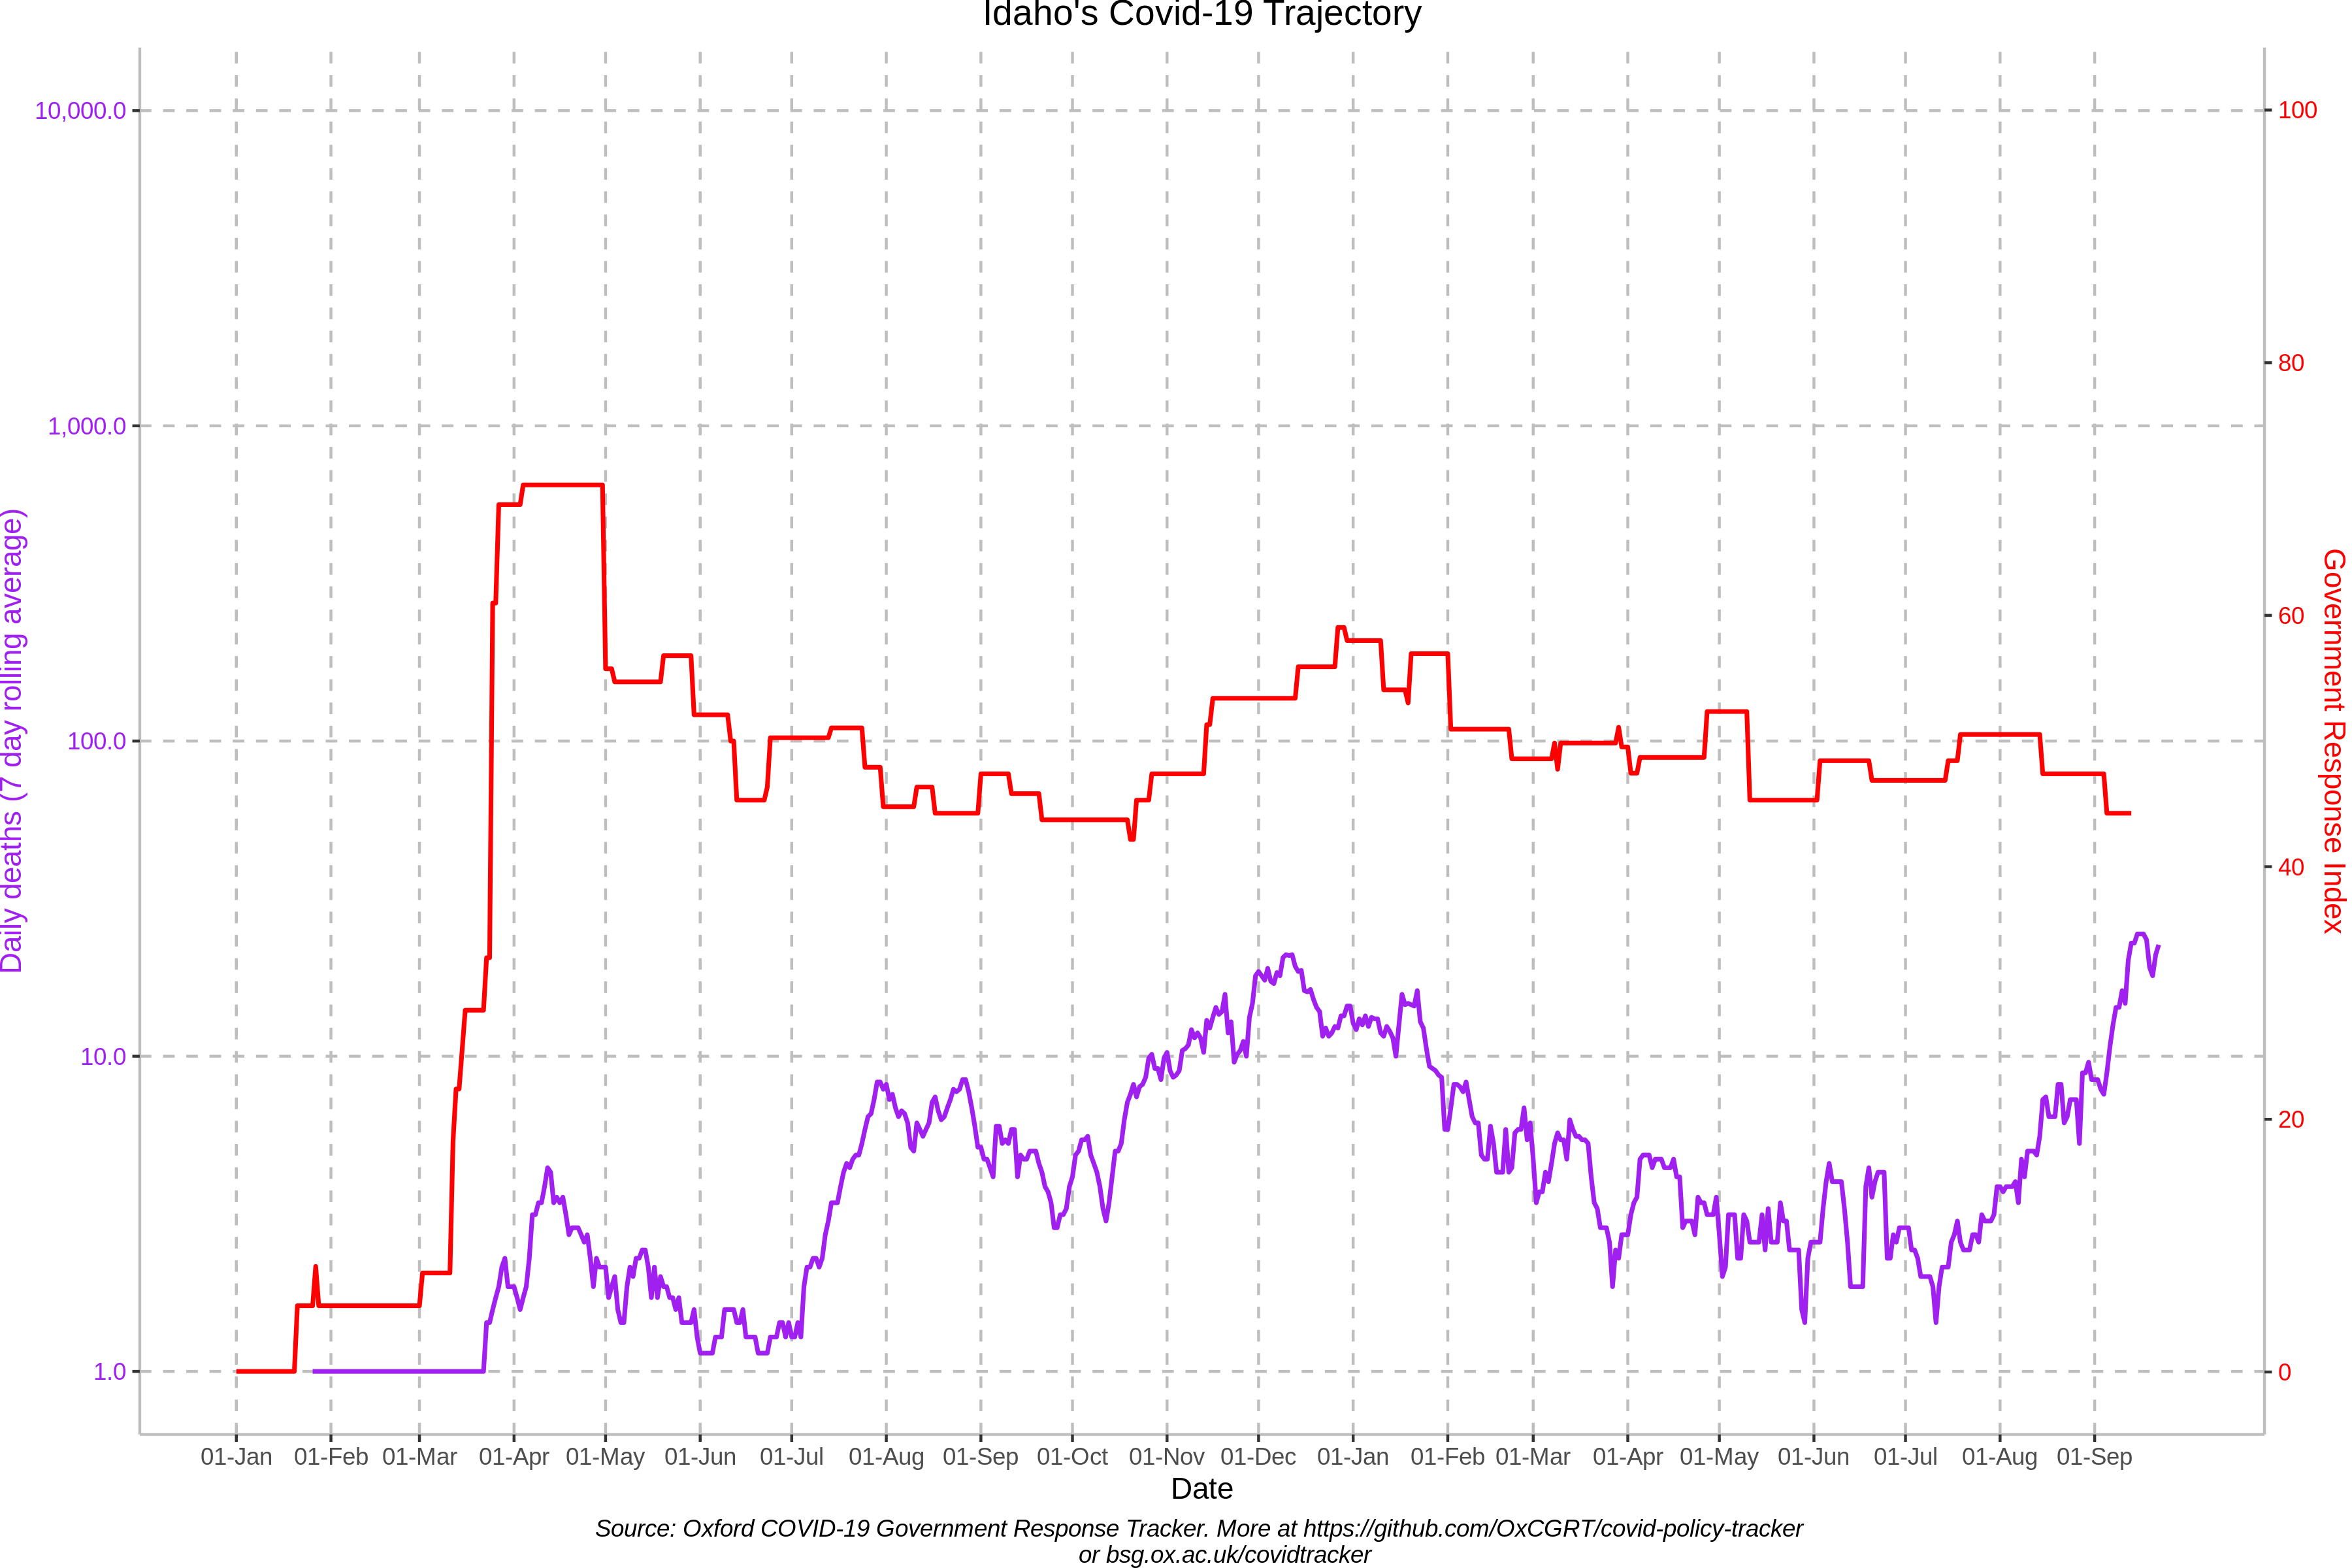 Idaho's Covid-19 Trajectory
10,000.0
1,000.0
100.0
10.0
1.0
Daily deaths (7 day rolling average)
100
80
60
40
20
0
Government Response Index
01-Jan 01-Feb 01-Mar 01-Apr 01-May 01-Jun 01-Jul 01-Aug 01-Sep 01-Oct 01-Nov 01-Dec 01-Jan 01-Feb 01-Mar 01-Apr 01-May 01-Jun 01-Jul 01-Aug 01-Sep
Date
Source: Oxford COVID-19 Government Response Tracker. More at https://github.com/OxCGRT/covid-policy-tracker
or bsg.ox.ac.uk/covidtracker